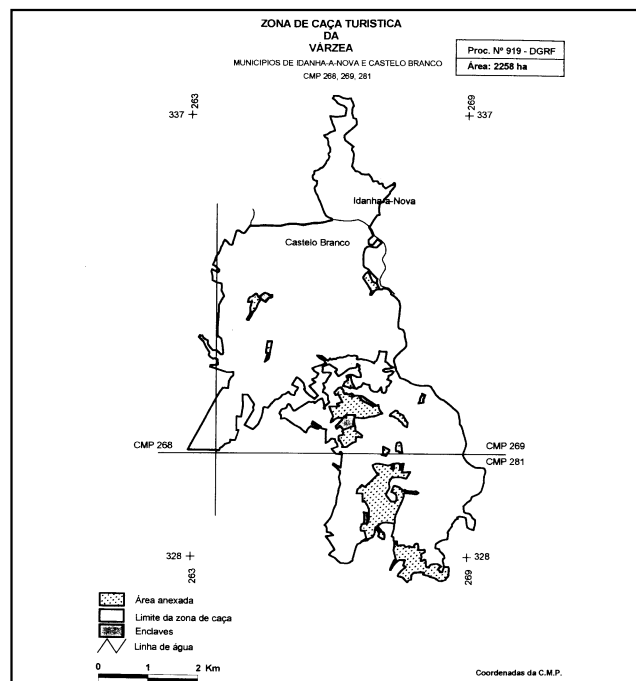 ZONA DE CAÇA TURISTICA
DA
VÁRZEA
MUNICIPIOS DE IDANHA-A-NOVA E CASTELO BRANCO
CMP 268, 269, 281
Proc. Nº 919 - DGRF
Área: 2258 ha
337
263
269
337
Idanha-a-Nova
Castelo Branco
CMP 268
CMP 269
CMP 281
328
263
328
269
Área anexada
Limite da zona de caça
Enclaves
Linha de água
0 1 2 Km
Coordenadas da C.M.P.